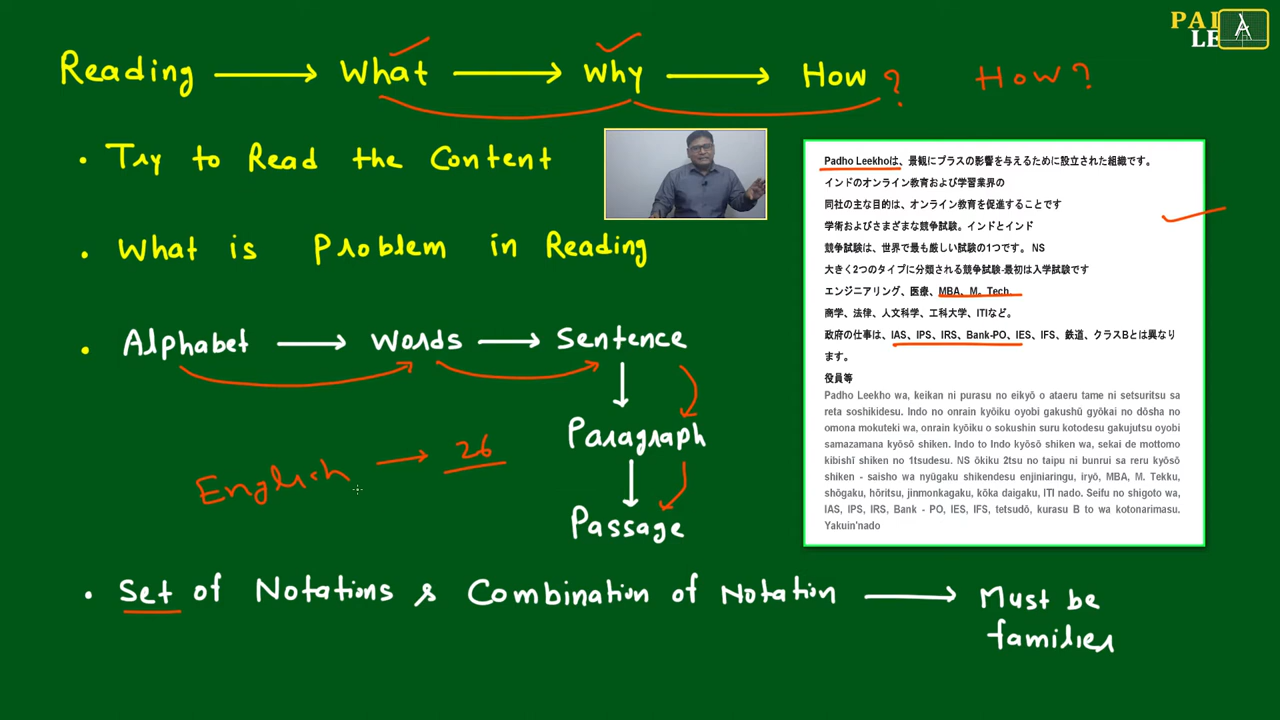 PAD
LE
Reading → What → Why → How ? How ?
• Try to Read the Content
• What is Problem in Reading
• Alphabet → Words → Sentence
Paragraph
Passage
English → 26
• Set of Notations & Combination of Notation → Must be
families
Padho Leekhoは、景観にプラスの影響を与えるために設立された組織です。
インドのオンライン教育および学習業界の
同社の主な目的は、オンライン教育を促進することです
学術およびさまざまな競争試験。インドとインド
競争試験は、世界で最も厳しい試験の1つです。 NS
大きく2つのタイプに分類される競争試験-最初は入学試験です
エンジニアリング、医療、MBA、M。Tech、
商学、法律、人文科学、工科大学、ITIなど。
政府の仕事は、IAS、IPS、IRS、Bank-PO、IES、IFS、鉄道、クラスBとは異なり
ます。
役員等
Padho Leekho wa, keikan ni purasu no eikyō o ataeru tame ni setsuritsu sa
reta soshikidesu. Indo no onrain kyōiku oyobi gakushū gyōkai no dōsha no
omona mokuteki wa, onrain kyōiku o sokushin suru kotodesu gakujutsu oyobi
samazamana kyōsō shiken. Indo to Indo kyōsō shiken wa, sekai de mottomo
kibishī shiken no 1tsudesu. NS ōkiku 2tsu no taipu ni bunrui sa reru kyōsō
shiken - saisho wa nyūgaku shikendesu enjiniaringu, iryō, MBA, M. Tekku,
shōgaku, hōritsu, jinmonkagaku, kōka daigaku, ITI nado. Seifu no shigoto wa,
IAS, IPS, IRS, Bank - PO, IES, IFS, tetsudō, kurasu B to wa kotonarimasu.
Yakuin'nado